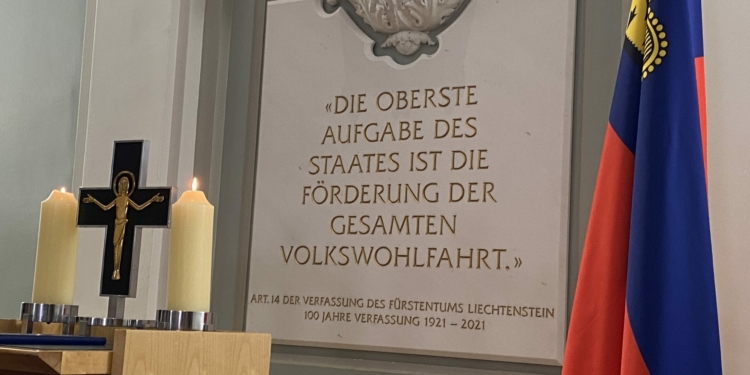 «DIE OBERSTE
AUFGABE DES
STAATES IST DIE
FÖRDERUNG DER
GESAMTEN
VOLKSWOHLFAHRT.»
ART. 14 DER VERFASSUNG DES FÜRSTENTUMS LIECHTENSTEIN
100 JAHRE VERFASSUNG 1921 – 2021